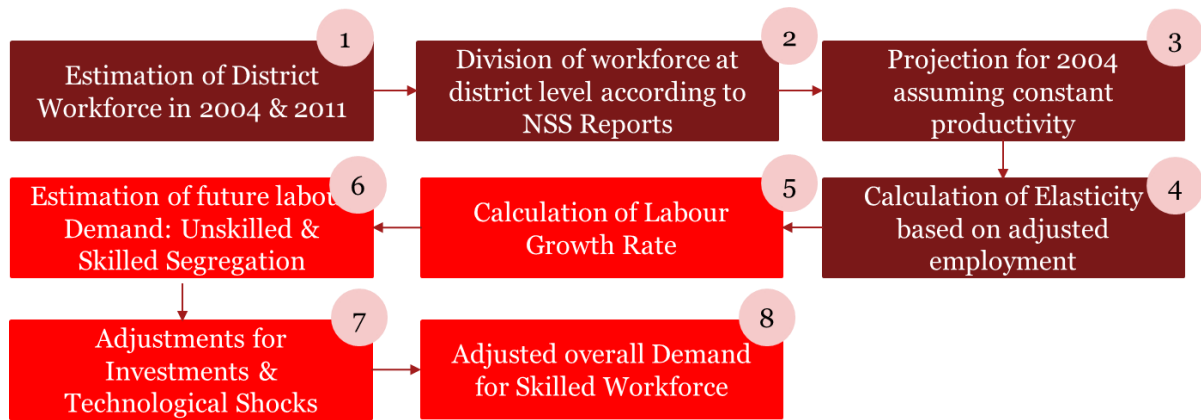 1
Estimation of District
Workforce in 2004 & 2011
2
Division of workforce at
district level according to
NSS Reports
3
Projection for 2004
assuming constant
productivity
4
Calculation of Elasticity
based on adjusted
employment
5
Calculation of Labour
Growth Rate
6
Estimation of future labou
Demand: Unskilled &
Skilled Segregation
7
Adjustments for
Investments &
Technological Shocks
8
Adjusted overall Demand
for Skilled Workforce